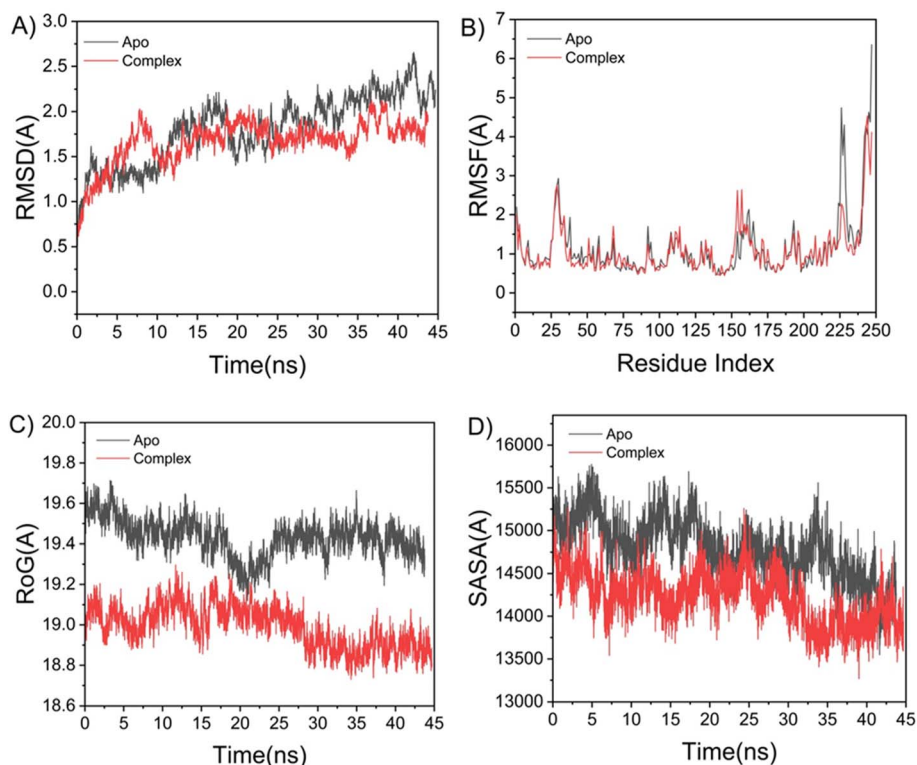 A)
Apo
Complex
RMSD(A)
3.0
2.5
2.0
1.5
1.0
0.5
0.0
0 5 10 15 20 25 30 35 40 45
Time(ns)
B)
Apo
Complex
RMSF(A)
7
6
5
4
3
2
1
0
0 25 50 75 100 125 150 175 200 225 250
Residue Index
C)
Apo
Complex
RoG(A)
20.0
19.8
19.6
19.4
19.2
19.0
18.8
18.6
0 5 10 15 20 25 30 35 40 45
Time(ns)
D)
Apo
Complex
SASA(A)
16000
15500
15000
14500
14000
13500
13000
0 5 10 15 20 25 30 35 40 45
Time(ns)